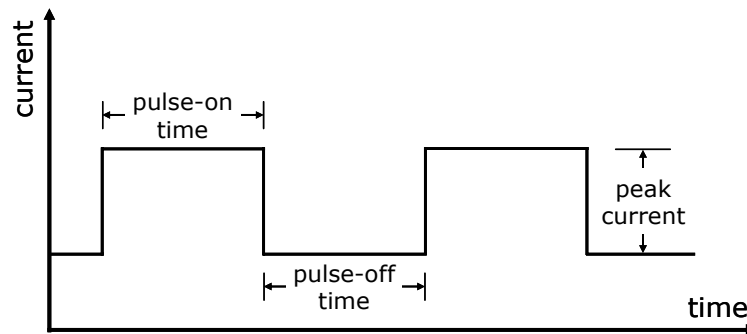 current
pulse-on
time
peak
current
pulse-off
time
time